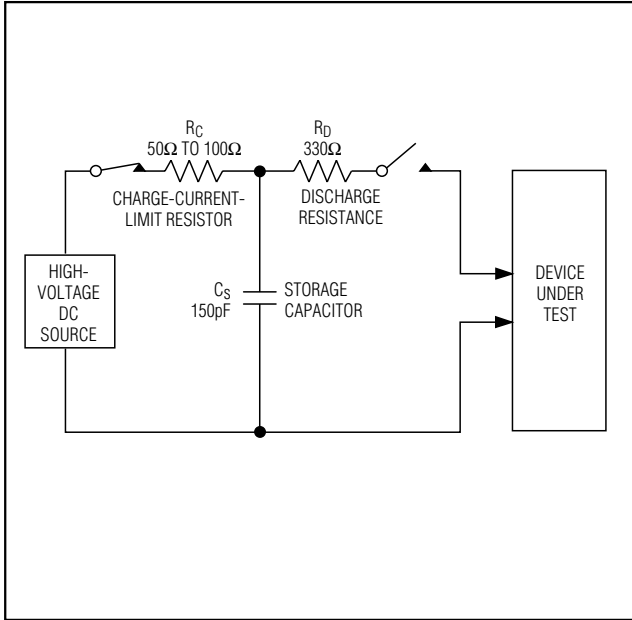 R_C
50Ω TO 100Ω
CHARGE-CURRENT-
LIMIT RESISTOR
R_D
330Ω
DISCHARGE
RESISTANCE
HIGH-
VOLTAGE
DC
SOURCE
C_S
150pF
STORAGE
CAPACITOR
DEVICE
UNDER
TEST